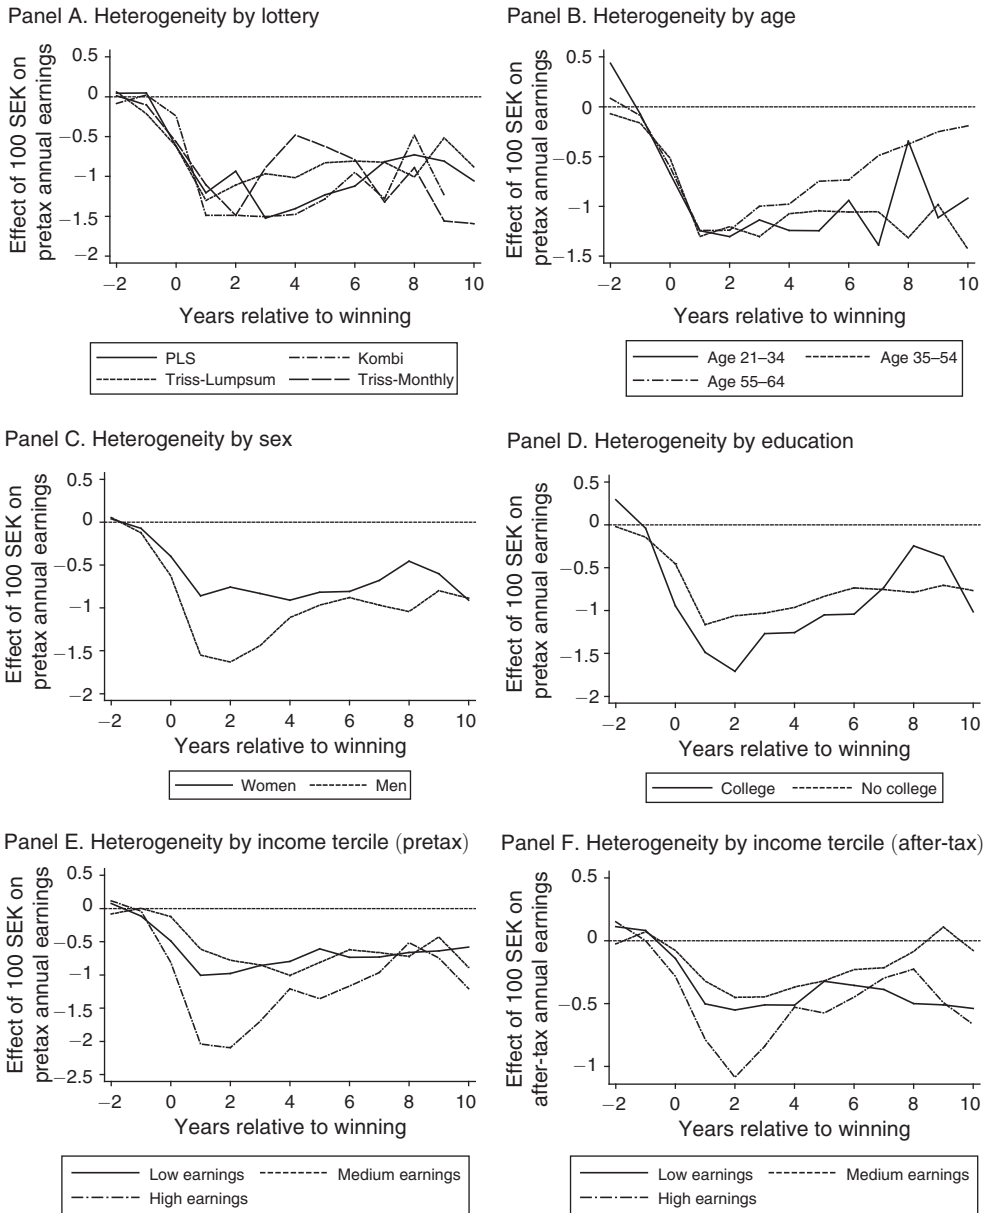 Panel A. Heterogeneity by lottery
Effect of 100 SEK on
pretax annual earnings
0.5
0
−0.5
−1
−1.5
−2
−2
0
2
4
6
8
10
Years relative to winning
PLS
Kombi
Triss-Lumpsum
Triss-Monthly
Panel B. Heterogeneity by age
Effect of 100 SEK on
pretax annual earnings
0.5
0
−0.5
−1
−1.5
−2
0
2
4
6
8
10
Years relative to winning
Age 21–34
Age 35–54
Age 55–64
Panel C. Heterogeneity by sex
Effect of 100 SEK on
pretax annual earnings
0.5
0
−0.5
−1
−1.5
−2
−2
0
2
4
6
8
10
Years relative to winning
Women
Men
Panel D. Heterogeneity by education
Effect of 100 SEK on
pretax annual earnings
0.5
0
−0.5
−1
−1.5
−2
−2
0
2
4
6
8
10
Years relative to winning
College
No college
Panel E. Heterogeneity by income tercile (pretax)
Effect of 100 SEK on
pretax annual earnings
0.5
0
−0.5
−1
−1.5
−2
−2.5
−2
0
2
4
6
8
10
Years relative to winning
Low earnings
Medium earnings
High earnings
Panel F. Heterogeneity by income tercile (after-tax)
Effect of 100 SEK on
after-tax annual earnings
0.5
0
−0.5
−1
−2
0
2
4
6
8
10
Years relative to winning
Low earnings
Medium earnings
High earnings